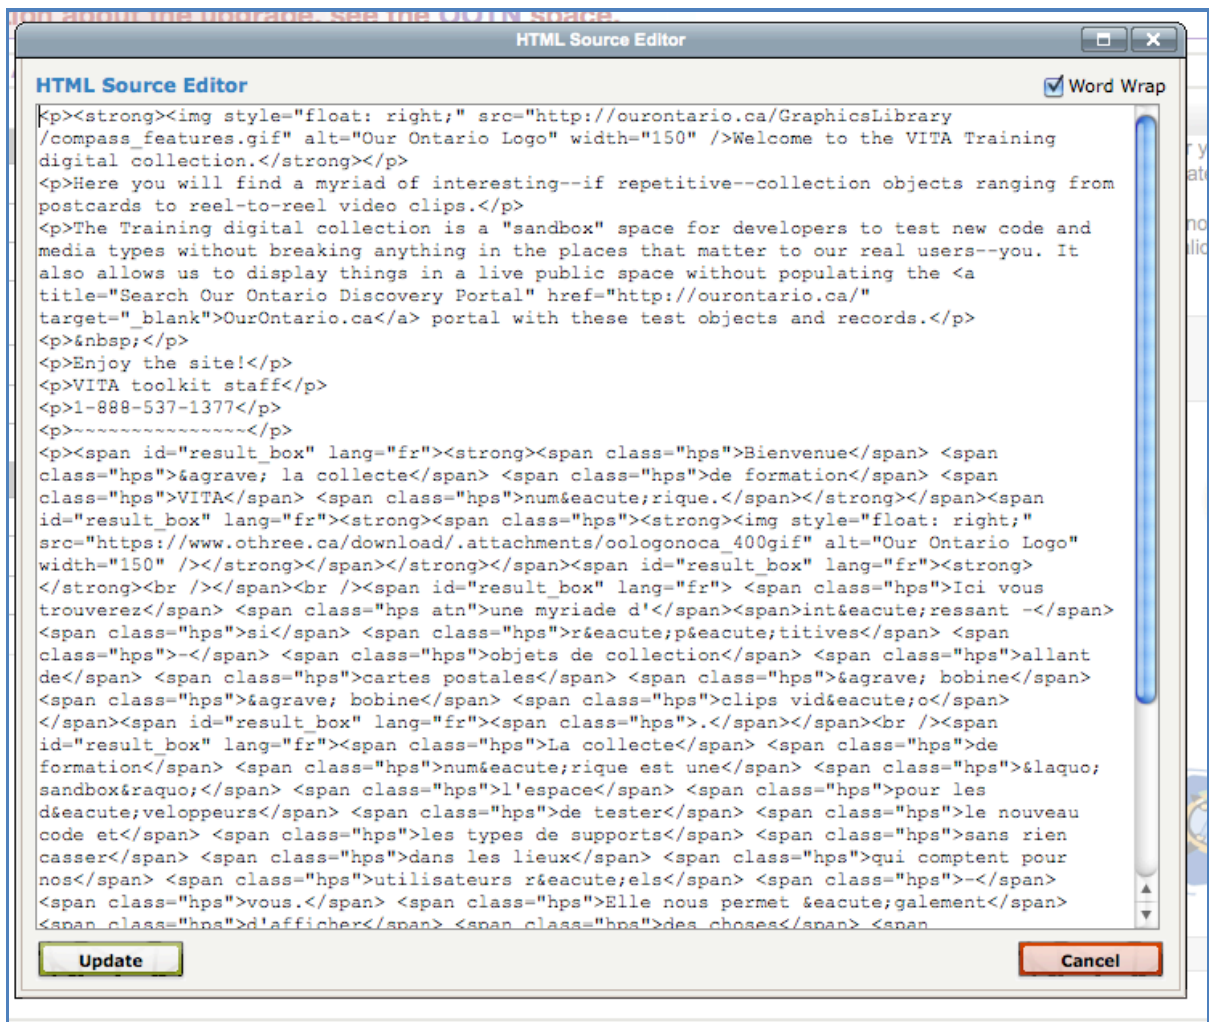 tion about the upgrade, see the OOTN space.
HTML Source Editor
HTML Source Editor
Word Wrap
<p><strong><img style="float: right;" src="http://ourontario.ca/GraphicsLibrary
/compass_features.gif" alt="Our Ontario Logo" width="150" />Welcome to the VITA Training
digital collection.</strong></p>
<p>Here you will find a myriad of interesting--if repetitive--collection objects ranging from
postcards to reel-to-reel video clips.</p>
<p>The Training digital collection is a "sandbox" space for developers to test new code and
media types without breaking anything in the places that matter to our real users--you. It
also allows us to display things in a live public space without populating the <a
title="Search Our Ontario Discovery Portal" href="http://ourontario.ca/"
target="_blank">OurOntario.ca</a> portal with these test objects and records.</p>
<p>&nbsp;</p>
<p>Enjoy the site!</p>
<p>VITA toolkit staff</p>
<p>1-888-537-1377</p>
<p>~~~~~~~~~~~~~~~</p>
<p><span id="result_box" lang="fr"><strong><span class="hps">Bienvenue</span> <span
class="hps">&agrave; la collecte</span> <span class="hps">de formation</span> <span
class="hps">VITA</span> <span class="hps">num&eacute;rique.</span></strong></span><span
id="result_box" lang="fr"><strong><span class="hps"><strong><img style="float: right;"
src="https://www.othree.ca/download/.attachments/oologonoca_400gif" alt="Our Ontario Logo"
width="150" /></strong></span></strong></span><span id="result_box" lang="fr"><strong>
</strong><br /></span><br /><span id="result_box" lang="fr"> <span class="hps">Ici vous
trouverez</span> <span class="hps atn">une myriade d'</span><span>int&eacute;ressant -</span>
<span class="hps">si</span> <span class="hps">r&eacute;p&eacute;titives</span> <span
class="hps">-</span> <span class="hps">objets de collection</span> <span class="hps">allant
de</span> <span class="hps">cartes postales</span> <span class="hps">&agrave; bobine</span>
<span class="hps">&agrave; bobine</span> <span class="hps">clips vid&eacute;o</span>
</span><span id="result_box" lang="fr"><span class="hps">.</span></span><br /><span
id="result_box" lang="fr"><span class="hps">La collecte</span> <span class="hps">de
formation</span> <span class="hps">num&eacute;rique est une</span> <span class="hps">&laquo;
sandbox&raquo;</span> <span class="hps">l'espace</span> <span class="hps">pour les
d&eacute;veloppeurs</span> <span class="hps">de tester</span> <span class="hps">le nouveau
code et</span> <span class="hps">les types de supports</span> <span class="hps">sans rien
casser</span> <span class="hps">dans les lieux</span> <span class="hps">qui comptent pour
nos</span> <span class="hps">utilisateurs r&eacute;els</span> <span class="hps">-</span>
<span class="hps">vous.</span> <span class="hps">Elle nous permet &eacute;galement</span>
<span class="hps">d'afficher</span> <span class="hps">des choses</span> <span
Update
Cancel